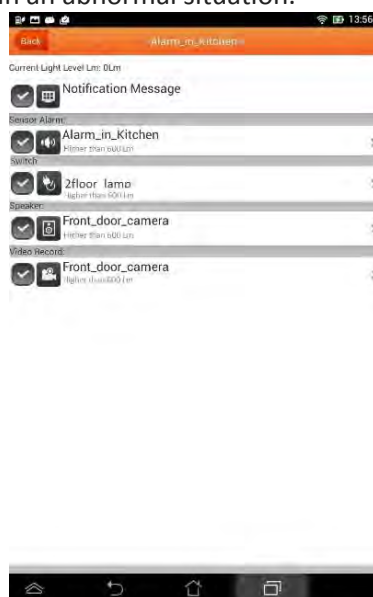 in an abnormal situation.
13:56
Back
Alarm_in_Kitchen
Current Light Level Lm: 0Lm
Notification Message
Sensor Alarm:
Alarm_in_Kitchen
Higher than 600 Lm
Switch
2floor_lamp
Higher than 600 Lm
Speaker:
Front_door_camera
Higher than 600 Lm
Video Record:
Front_door_camera
Higher than 600 Lm